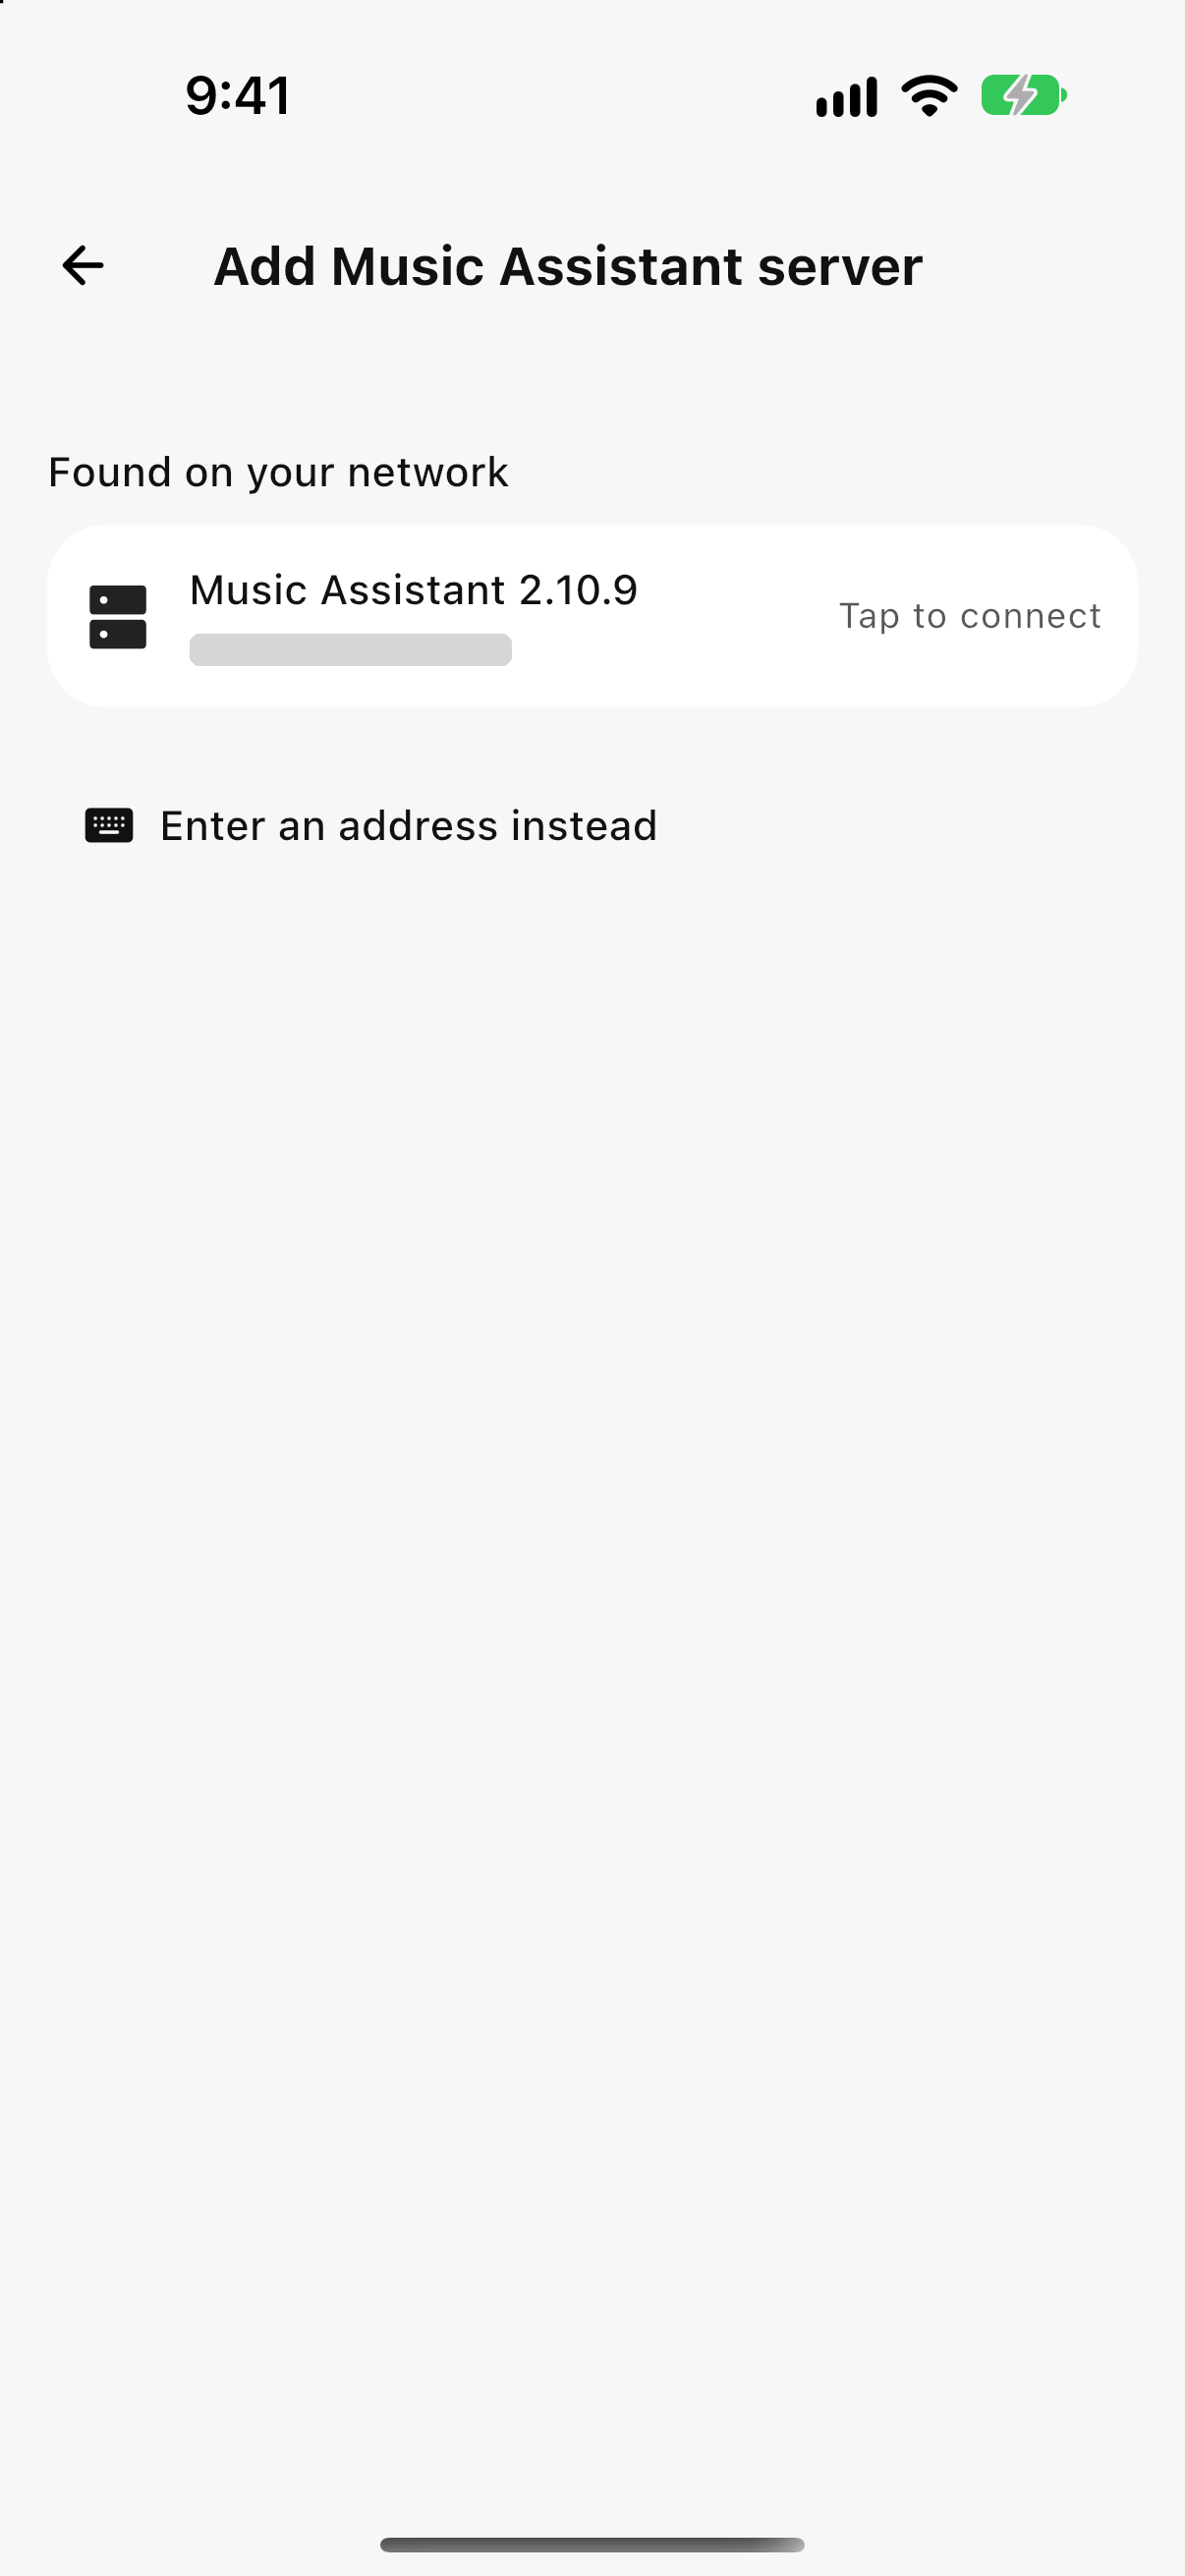 9:41
Add Music Assistant server
Found on your network
Music Assistant 2.10.9
Tap to connect
Enter an address instead